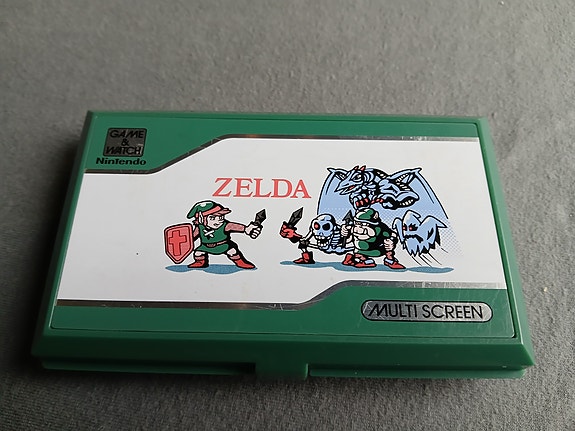 GAME
&
WATCH
Nintendo
ZELDA
MULTI SCREEN